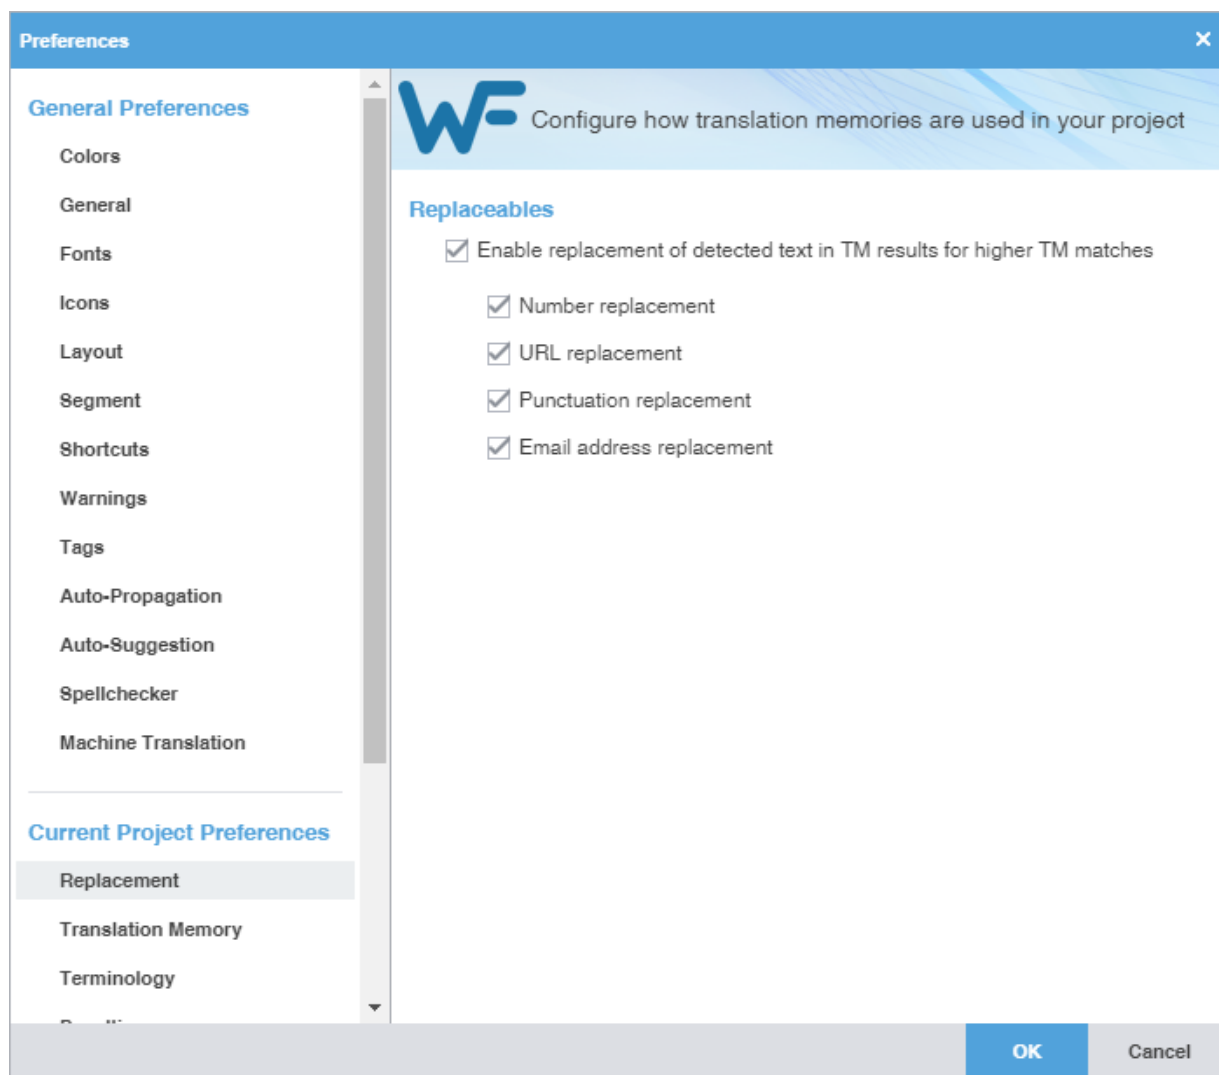 Preferences
General Preferences
Colors
General
Fonts
Icons
Layout
Segment
Shortcuts
Warnings
Tags
Auto-Propagation
Auto-Suggestion
Spellchecker
Machine Translation
Current Project Preferences
Replacement
Translation Memory
Terminology
WF
Configure how translation memories are used in your project
Replaceables
Enable replacement of detected text in TM results for higher TM matches
Number replacement
URL replacement
Punctuation replacement
Email address replacement
OK
Cancel